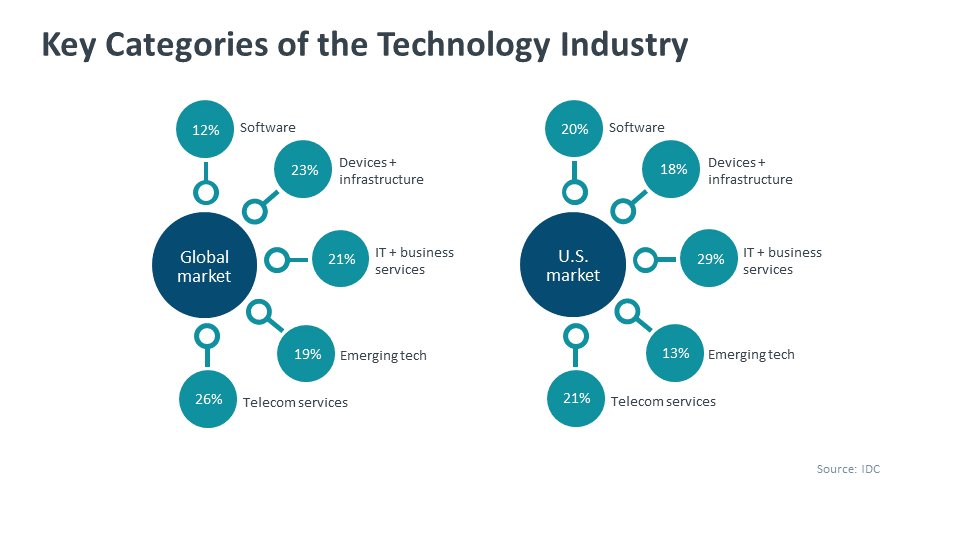 Key Categories of the Technology Industry
12%
Software
23%
Devices +
infrastructure
Global
market
21%
IT + business
services
19%
Emerging tech
26%
Telecom services
20%
Software
18%
Devices +
infrastructure
U.S.
market
29%
IT + business
services
13%
Emerging tech
21%
Telecom services
Source: IDC